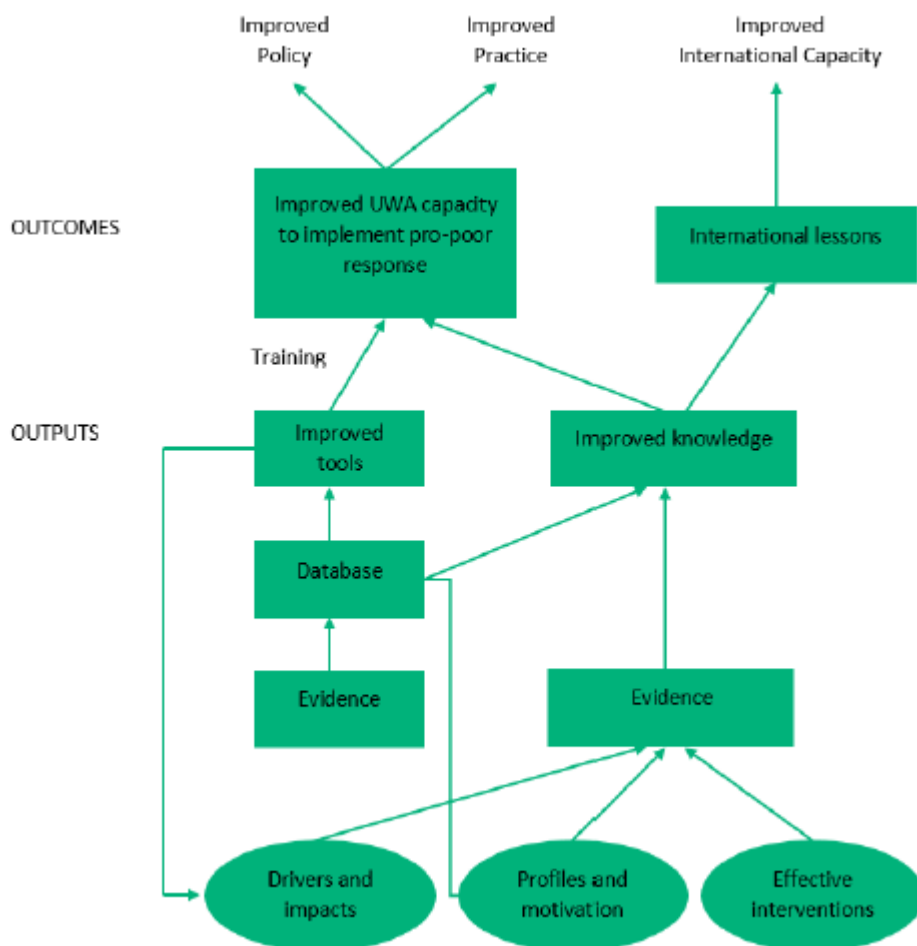 Improved
Policy
Improved
Practice
Improved
International Capacity
OUTCOMES
Improved UWA capacity
to implement pro-poor
response
International lessons
Training
OUTPUTS
Improved
tools
Improved knowledge
Database
Evidence
Evidence
Drivers and
impacts
Profiles and
motivation
Effective
interventions